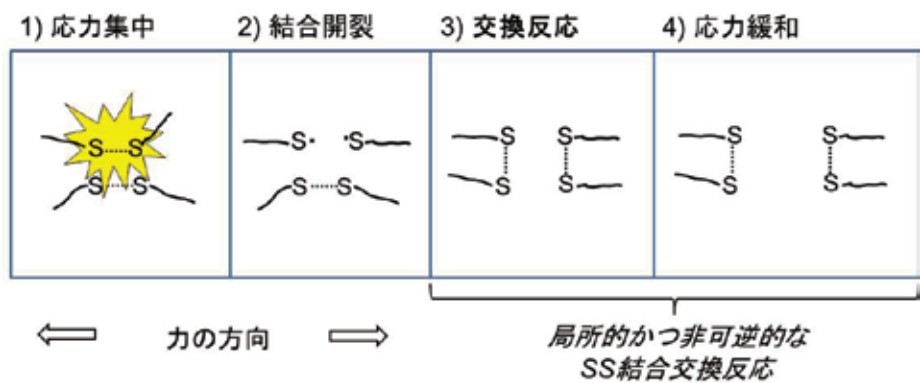 1) 応力集中
2) 結合開裂
3) 交換反応
4) 応力緩和
S S
S S
S・ ・S
S S
S S
S S
S S
S S
力の方向
局所的かつ非可逆的な
SS結合交換反応